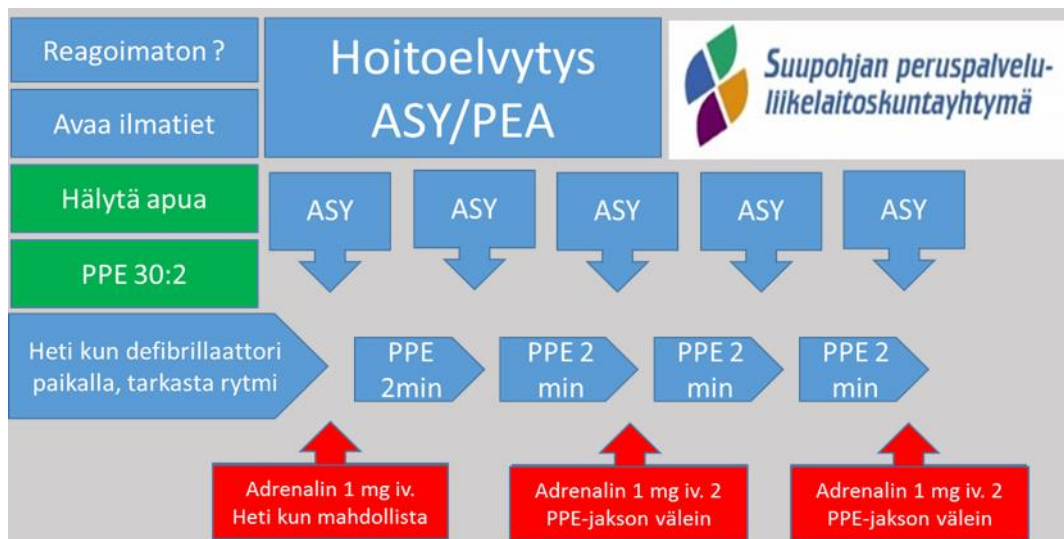 Reagoimaton ?
Avaa ilmatiet
Hälytä apua
PPE 30:2
Heti kun defibrillaattori
paikalla, tarkasta rytmi
Hoitoelvytys
ASY/PEA
Suupohjan peruspalvelu-
liikelaitoskuntayhtymä
ASY
ASY
ASY
ASY
ASY
PPE
2min
PPE 2
min
PPE 2
min
PPE 2
min
Adrenalin 1 mg iv.
Heti kun mahdollista
Adrenalin 1 mg iv. 2
PPE-jakson välein
Adrenalin 1 mg iv. 2
PPE-jakson välein